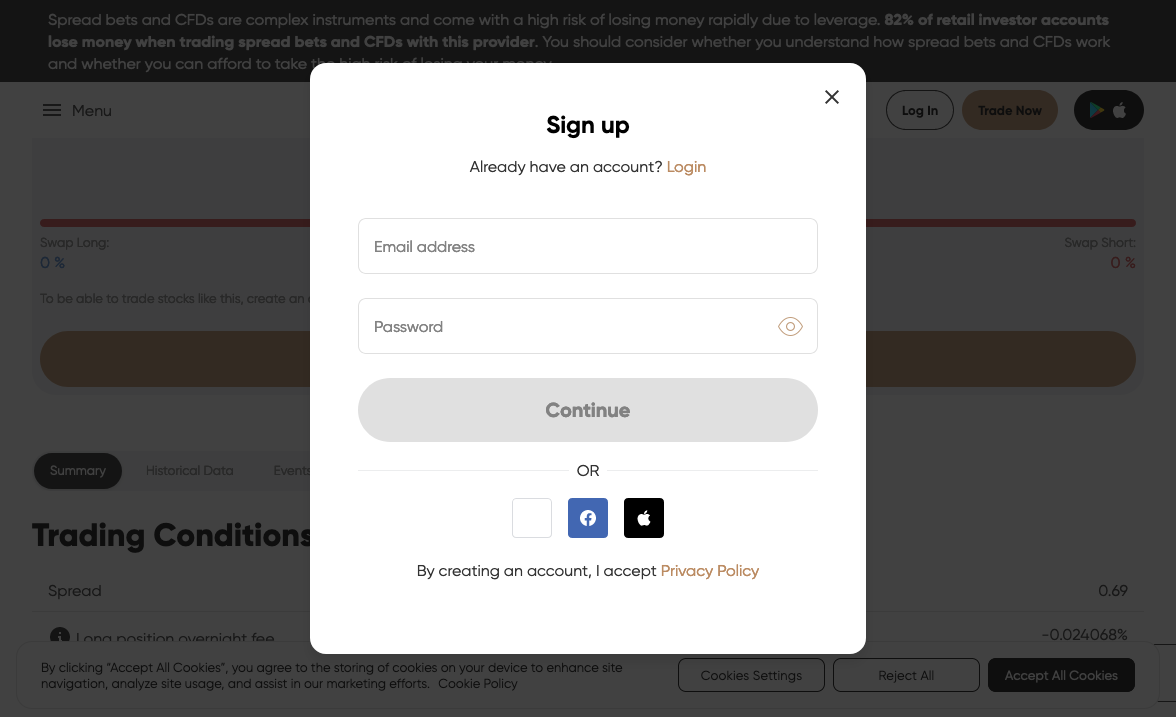 Spread bets and CFDs are complex instruments and come with a high risk of losing money rapidly due to leverage. 82% of retail investor accounts
lose money when trading spread bets and CFDs with this provider. You should consider whether you understand how spread bets and CFDs work
and whether you can afford to take the high risk of losing your money.
Menu
Log In
Trade Now
Sign up
Already have an account? Login
Email address
Password
Continue
OR
By creating an account, I accept Privacy Policy
Swap Long:
0 %
Swap Short:
0 %
To be able to trade stocks like this, create an
Summary
Historical Data
Events
Trading Conditions
Spread
0.69
Long position overnight fee
-0.024068%
By clicking “Accept All Cookies”, you agree to the storing of cookies on your device to enhance site
navigation, analyze site usage, and assist in our marketing efforts. Cookie Policy
Cookies Settings
Reject All
Accept All Cookies